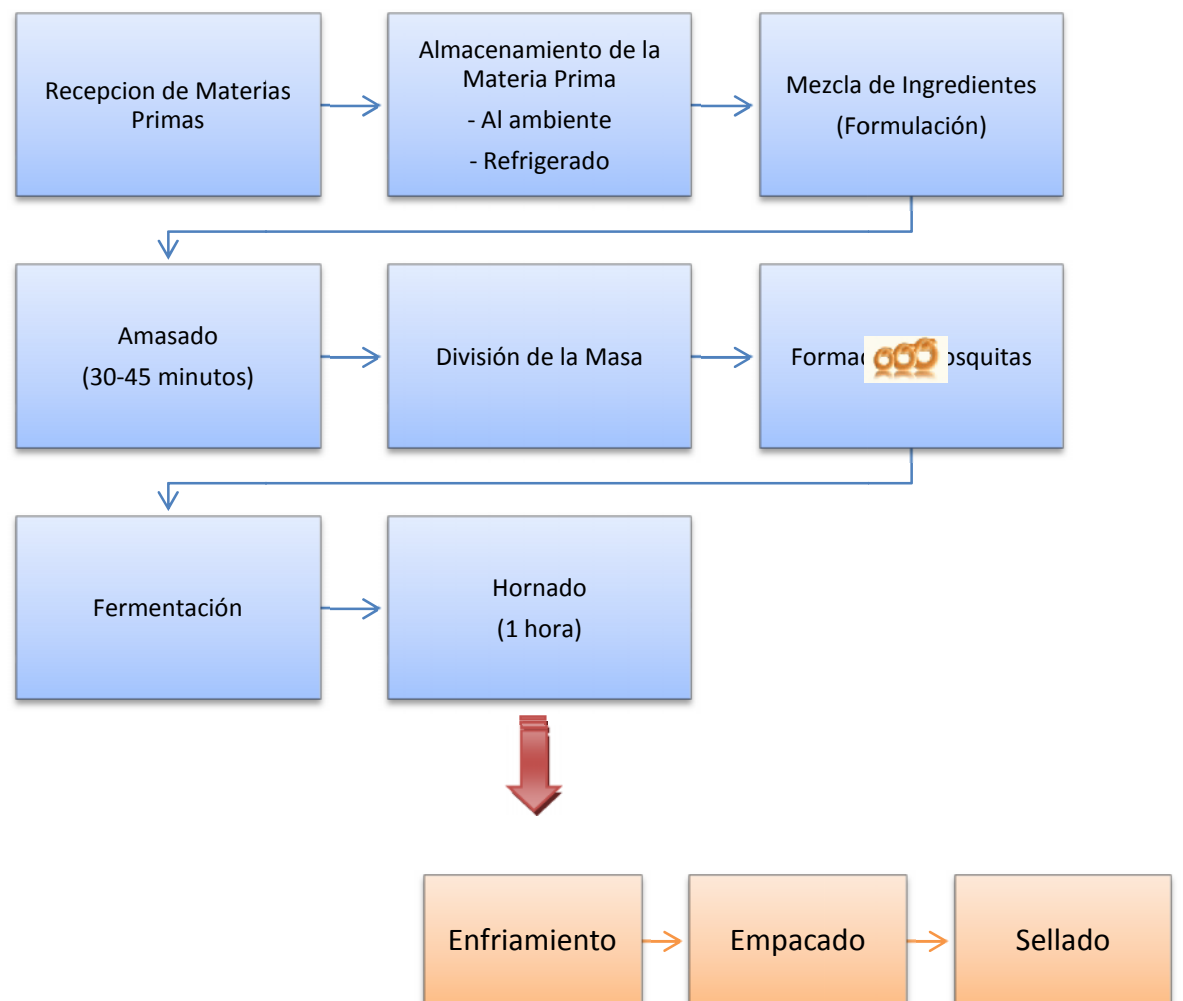 Recepcion de Materias
Primas
Almacenamiento de la
Materia Prima
- Al ambiente
- Refrigerado
Mezcla de Ingredientes
(Formulación)
Amasado
(30-45 minutos)
División de la Masa
Fermentación
Hornado
(1 hora)
Enfriamiento
Empacado
Sellado